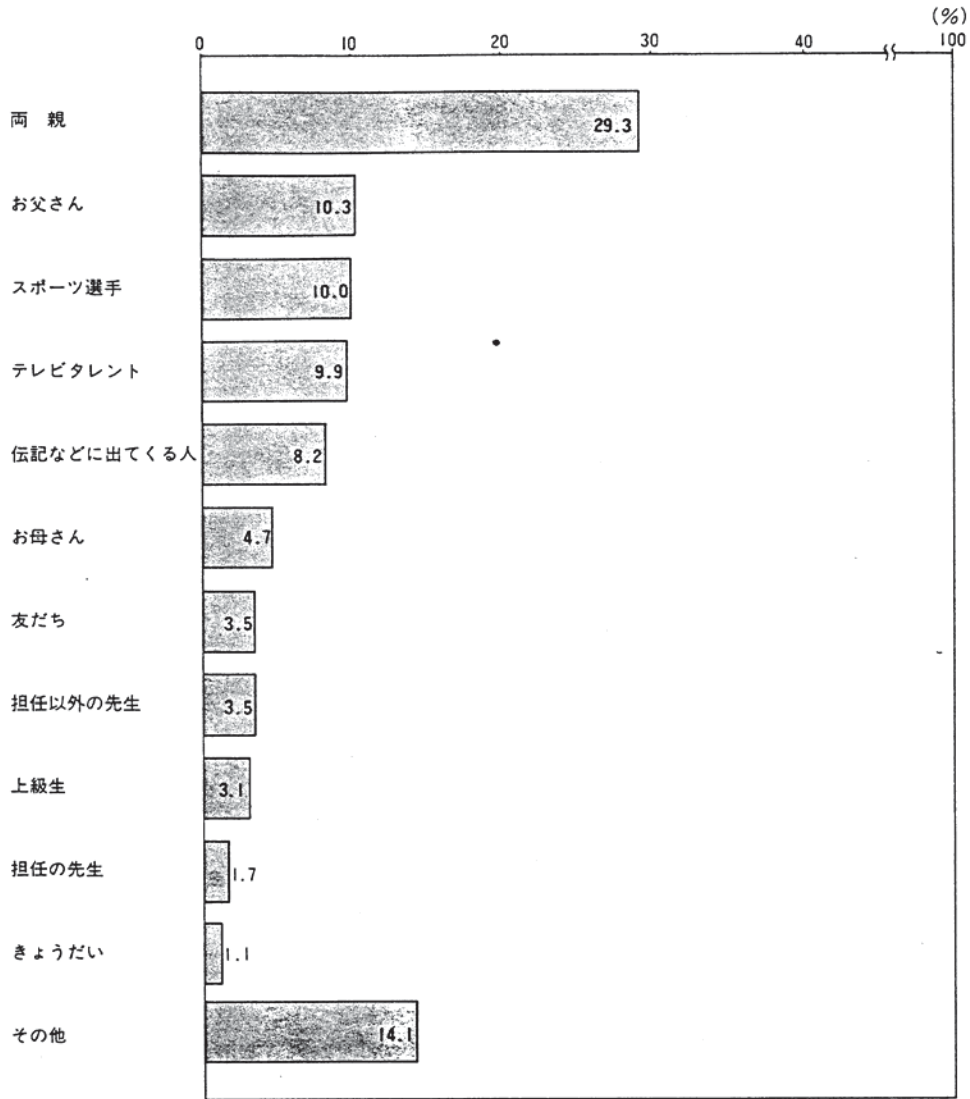 (%)
0 10 20 30 40 100
両親 29.3
お父さん 10.3
スポーツ選手 10.0
テレビタレント 9.9
伝記などに出てくる人 8.2
お母さん 4.7
友だち 3.5
担任以外の先生 3.5
上級生 3.1
担任の先生 1.7
きょうだい 1.1
その他 14.1